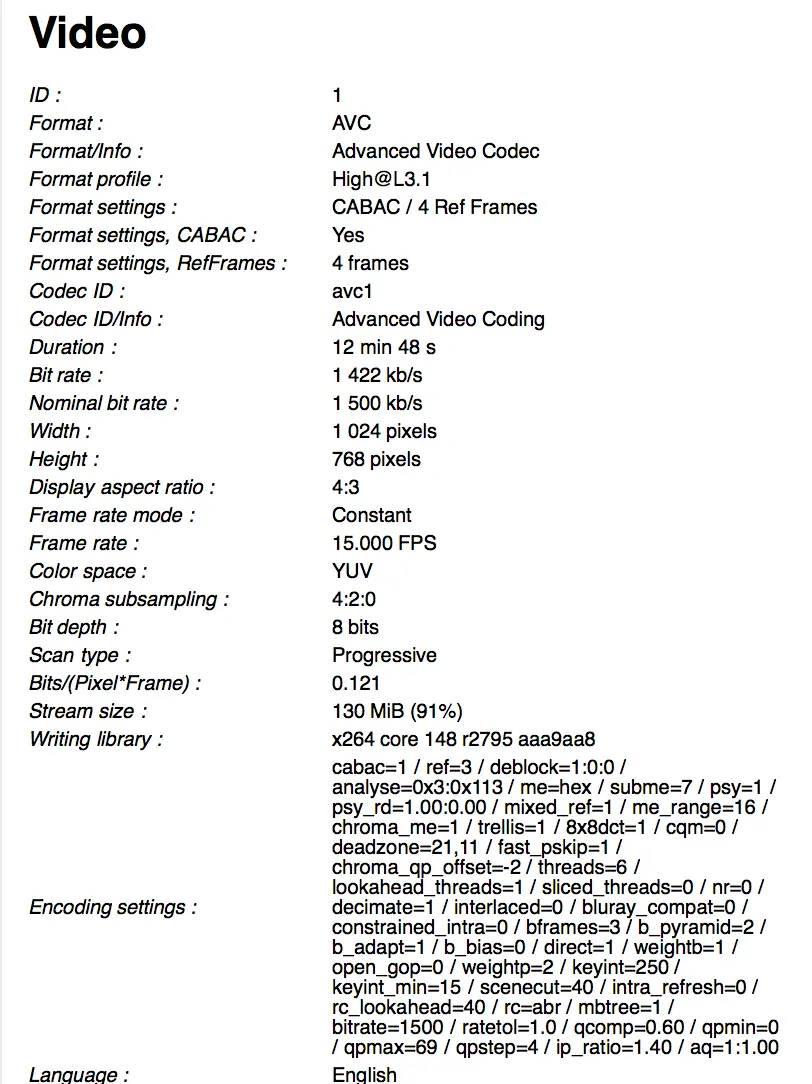 Video
ID : 1
Format : AVC
Format/Info : Advanced Video Codec
Format profile : High@L3.1
Format settings : CABAC / 4 Ref Frames
Format settings, CABAC : Yes
Format settings, RefFrames : 4 frames
Codec ID : avc1
Codec ID/Info : Advanced Video Coding
Duration : 12 min 48 s
Bit rate : 1 422 kb/s
Nominal bit rate : 1 500 kb/s
Width : 1 024 pixels
Height : 768 pixels
Display aspect ratio : 4:3
Frame rate mode : Constant
Frame rate : 15.000 FPS
Color space : YUV
Chroma subsampling : 4:2:0
Bit depth : 8 bits
Scan type : Progressive
Bits/(Pixel*Frame) : 0.121
Stream size : 130 MiB (91%)
Writing library : x264 core 148 r2795 aaa9aa8
cabac=1 / ref=3 / deblock=1:0:0 /
analyse=0x3:0x113 / me=hex / subme=7 / psy=1 /
psy_rd=1.00:0.00 / mixed_ref=1 / me_range=16 /
chroma_me=1 / trellis=1 / 8x8dct=1 / cqm=0 /
deadzone=21,11 / fast_pskip=1 /
chroma_qp_offset=-2 / threads=6 /
lookahead_threads=1 / sliced_threads=0 / nr=0 /
Encoding settings : decimate=1 / interlaced=0 / bluray_compat=0 /
constrained_intra=0 / bframes=3 / b_pyramid=2 /
b_adapt=1 / b_bias=0 / direct=1 / weightb=1 /
open_gop=0 / weightp=2 / keyint=250 /
keyint_min=15 / scenecut=40 / intra_refresh=0 /
rc_lookahead=40 / rc=abr / mbtree=1 /
bitrate=1500 / ratetol=1.0 / qcomp=0.60 / qpmin=0
/ qpmax=69 / qpstep=4 / ip_ratio=1.40 / aq=1:1.00
Language : English